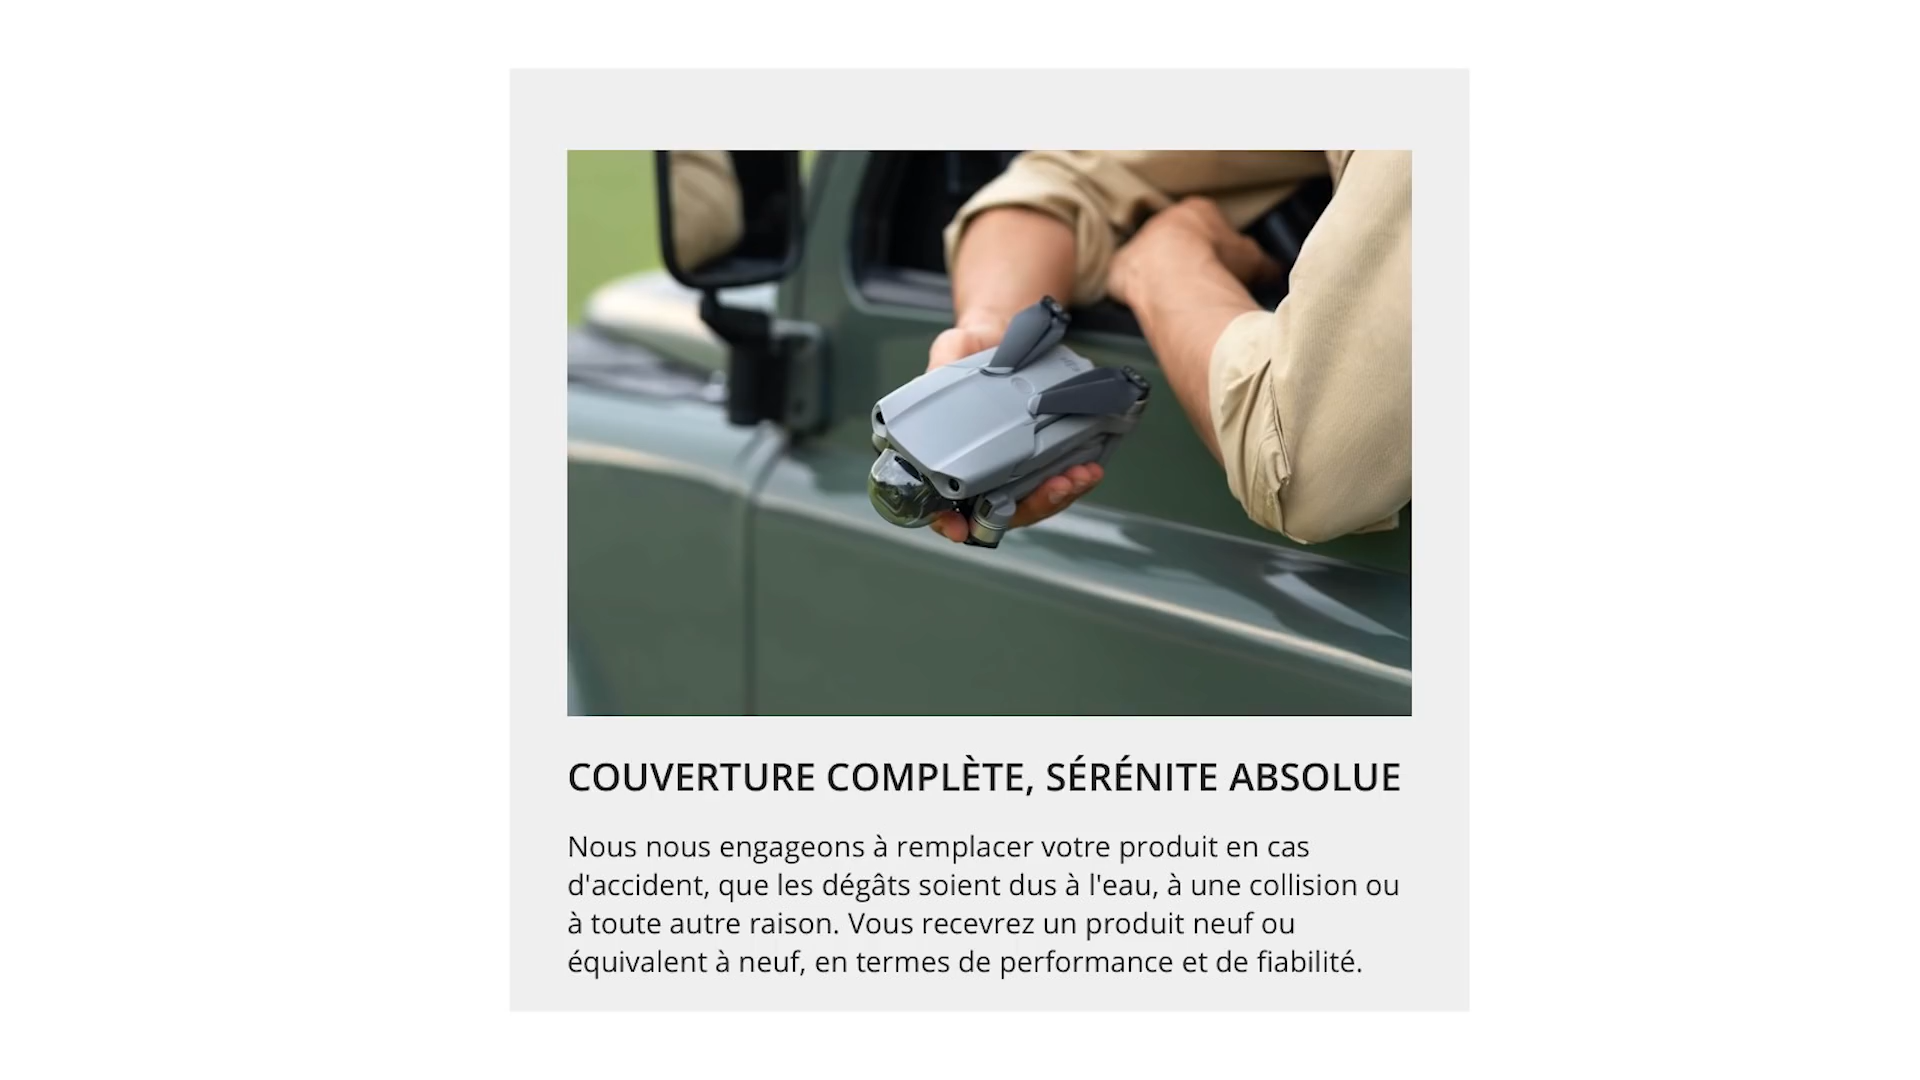 COUVERTURE COMPLÈTE, SÉRÉNITE ABSOLUE
Nous nous engageons à remplacer votre produit en cas
d'accident, que les dégâts soient dus à l'eau, à une collision ou
à toute autre raison. Vous recevrez un produit neuf ou
équivalent à neuf, en termes de performance et de fiabilité.